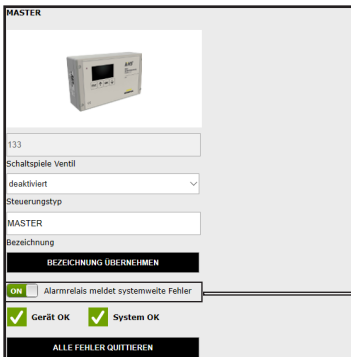 MASTER
133
Schaltspiele Ventil
deaktiviert
Steuerungstyp
MASTER
Bezeichnung
BEZEICHNUNG ÜBERNEHMEN
ON Alarmrelais meldet systemweite Fehler
Gerät OK System OK
ALLE FEHLER QUITTIEREN